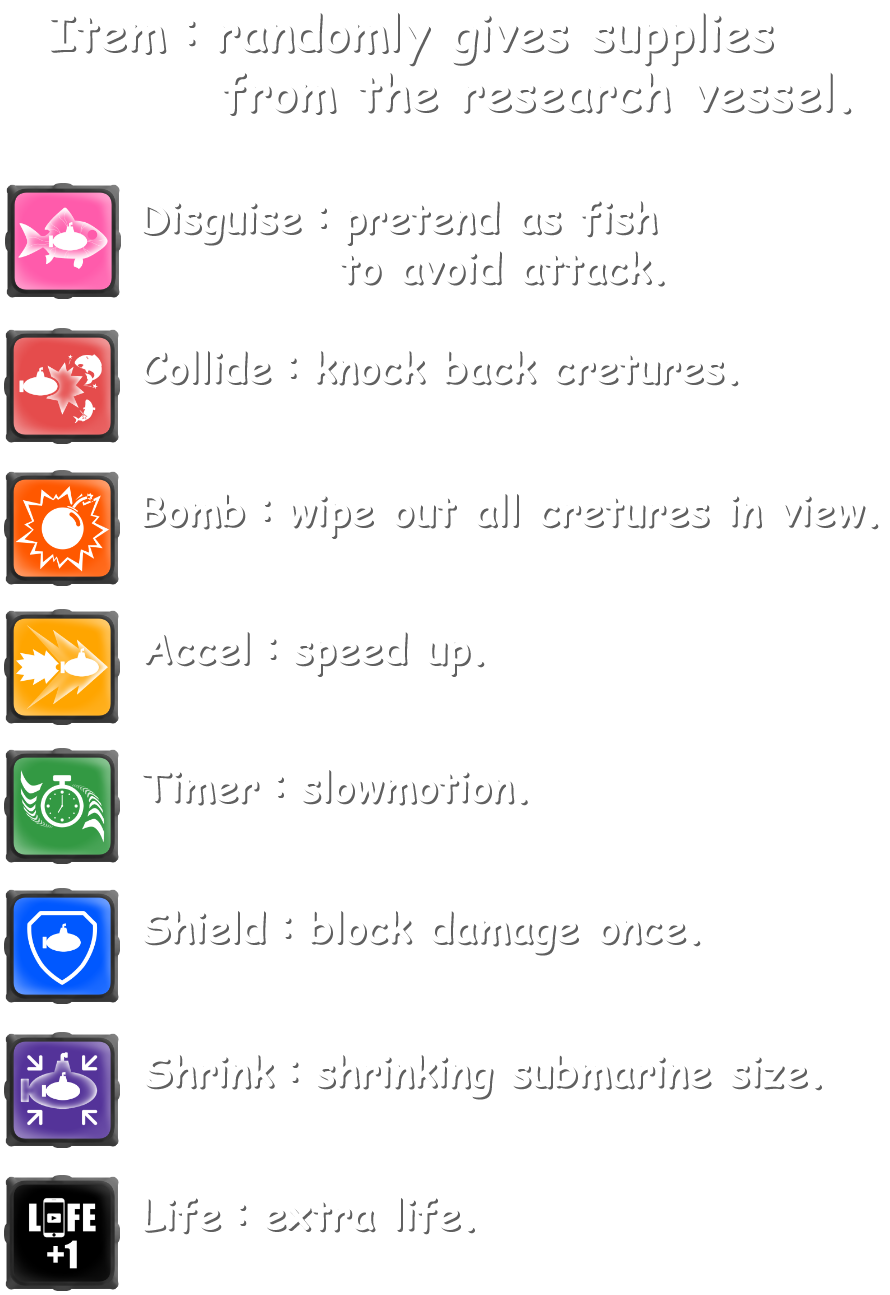 Item : randomly gives supplies
from the research vessel.
Disguise : pretend as fish
to avoid attack.
Collide : knock back cretures.
Bomb : wipe out all cretures in view.
Accel : speed up.
Timer : slowmotion.
Shield : block damage once.
Shrink : shrinking submarine size.
L FE
+1
Life : extra life.